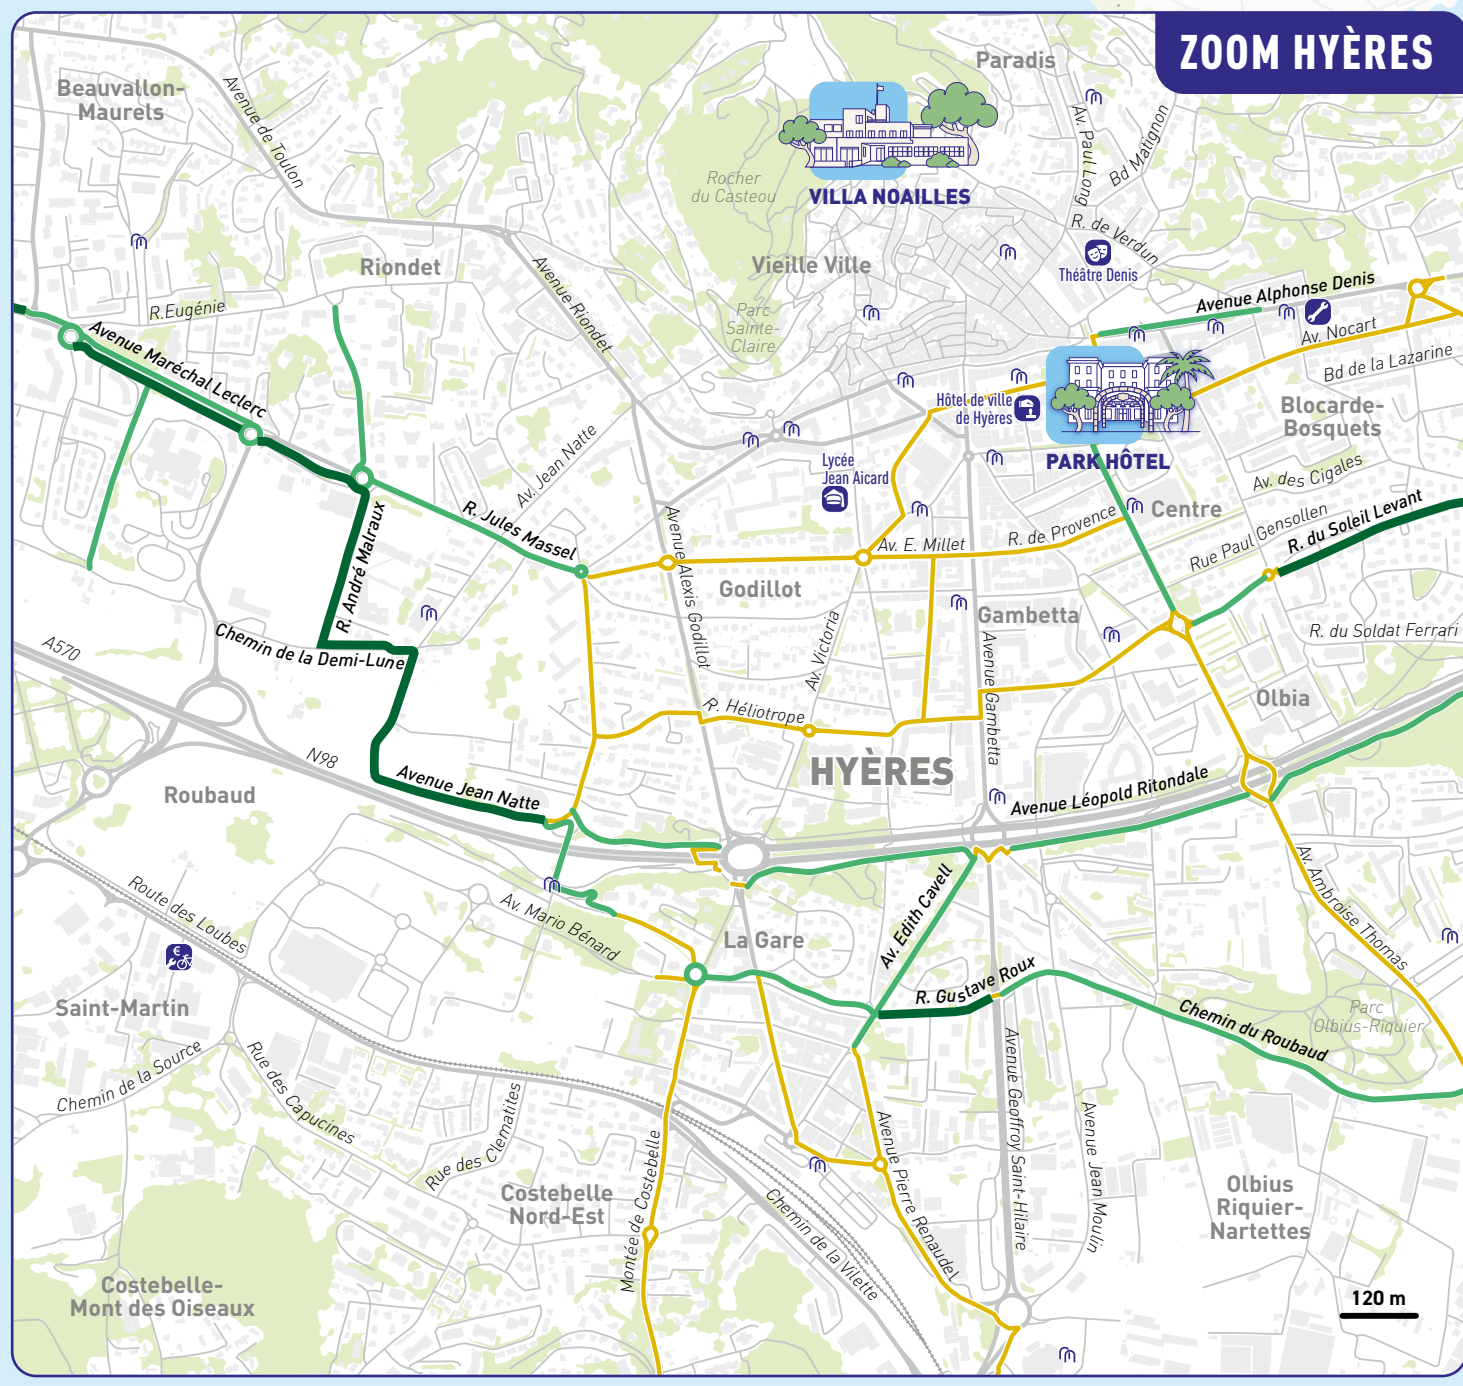 ZOOM HYÈRES
Paradis
Beauvallon-
Maurels
Avenue de Toulon
Av. Paul Long
Bd Matignon
Rocher
du Casteou
VILLA NOAILLES
R. de Verdun
Théâtre Denis
Vieille Ville
Riondet
Avenue Riondet
Avenue Alphonse Denis
R.Eugénie
Parc
Sainte-
Claire
Av. Nocart
Avenue Maréchal Leclerc
Bd de la Lazarine
Hôtel de ville
de Hyères
Blocarde-
Bosquets
PARK HÔTEL
Lycée
Jean Aicard
Av. Jean Natte
Av. des Cigales
R. Jules Massel
Centre
R. de Provence
Rue Paul Gensollen
R. du Soleil Levant
Avenue Alexis Godillot
Av. E. Millet
R. André Malraux
Godillot
Gambetta
Av. Victoria
R. du Soldat Ferrari
Chemin de la Demi-Lune
A570
Avenue Gambetta
Olbia
R. Héliotrope
N98
HYÈRES
Roubaud
Avenue Jean Natte
Avenue Léopold Ritondale
Route des Loubes
Av. Mario Bénard
Av. Edith Cavell
Av. Ambroise Thomas
La Gare
R. Gustave Roux
€
Saint-Martin
Chemin du Roubaud
Parc
Olbius-Riquier
Chemin de la Source
Rue des Capucines
Avenue Geoffroy Saint-Hilaire
Rue des Clematites
Avenue Jean Moulin
Avenue Pierre Renaudel
Montée de Costebelle
Costebelle
Nord-Est
Chemin de la Vilette
Olbius
Riquier-
Nartettes
Costebelle-
Mont des Oiseaux
120 m